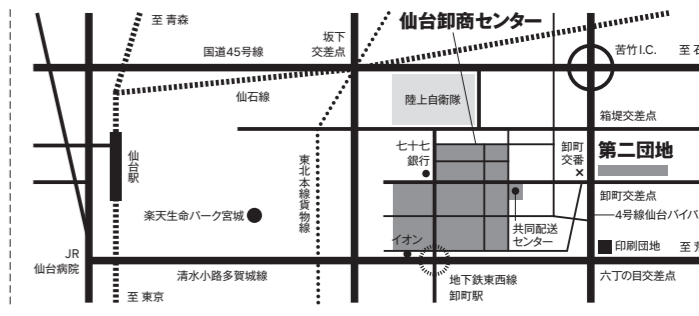 至 青森
仙台卸商センター
坂下
交差点
国道45号線
苦竹I.C.
仙石線
陸上自衛隊
箱堤交差点
七十七
銀行
卸町
交番
第二団地
仙台駅
東北本線貨物線
卸町交差点
楽天生命パーク宮城
共同配送
センター
4号線仙台バイパ
イオン
印刷団地
JR
仙台病院
清水小路多賀城線
六丁の目交差点
地下鉄東西線
卸町駅
至 東京